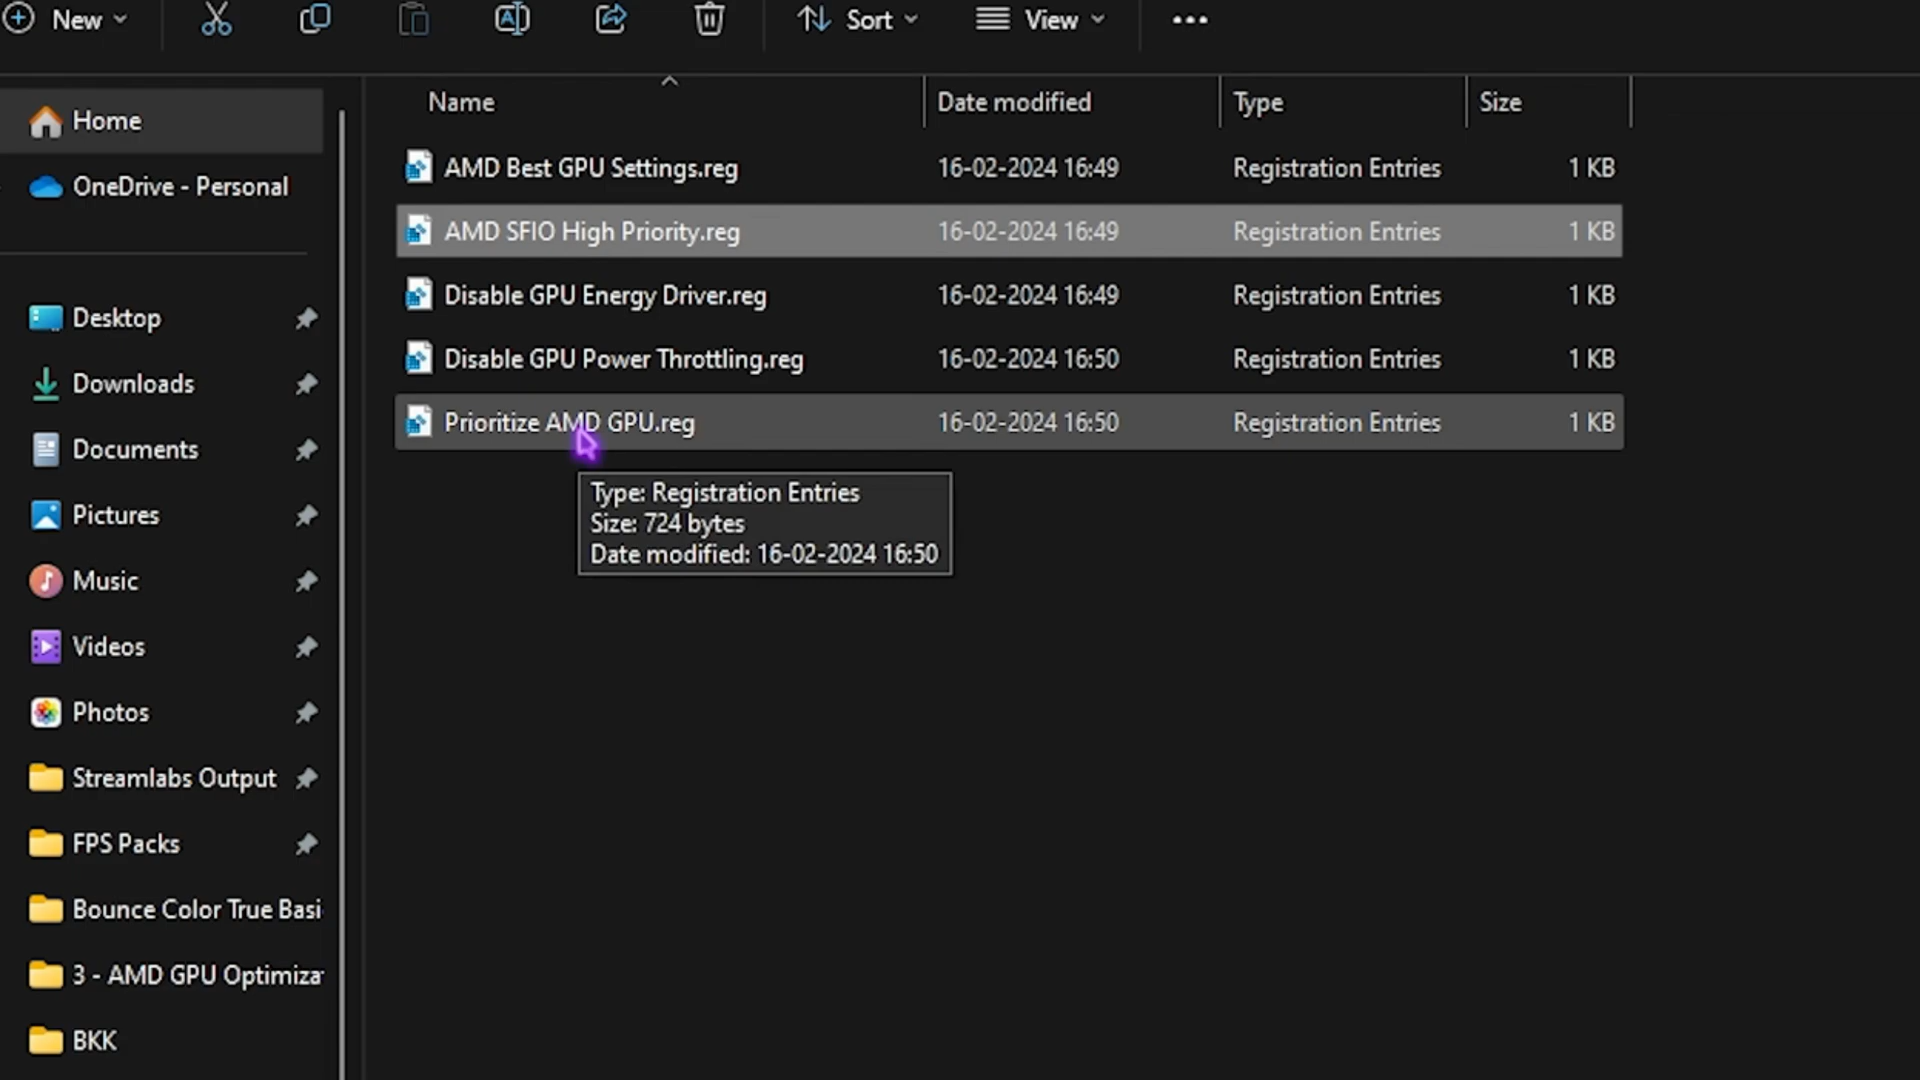 New
Sort
View
Name
Date modified
Type
Size
Home
OneDrive - Personal
Desktop
Downloads
Documents
Pictures
Music
Videos
Photos
Streamlabs Output
FPS Packs
Bounce Color True Basi
3 - AMD GPU Optimiza
BKK
AMD Best GPU Settings.reg 16-02-2024 16:49 Registration Entries 1 KB
AMD SFIO High Priority.reg 16-02-2024 16:49 Registration Entries 1 KB
Disable GPU Energy Driver.reg 16-02-2024 16:49 Registration Entries 1 KB
Disable GPU Power Throttling.reg 16-02-2024 16:50 Registration Entries 1 KB
Prioritize AMD GPU.reg 16-02-2024 16:50 Registration Entries 1 KB
Type: Registration Entries
Size: 724 bytes
Date modified: 16-02-2024 16:50